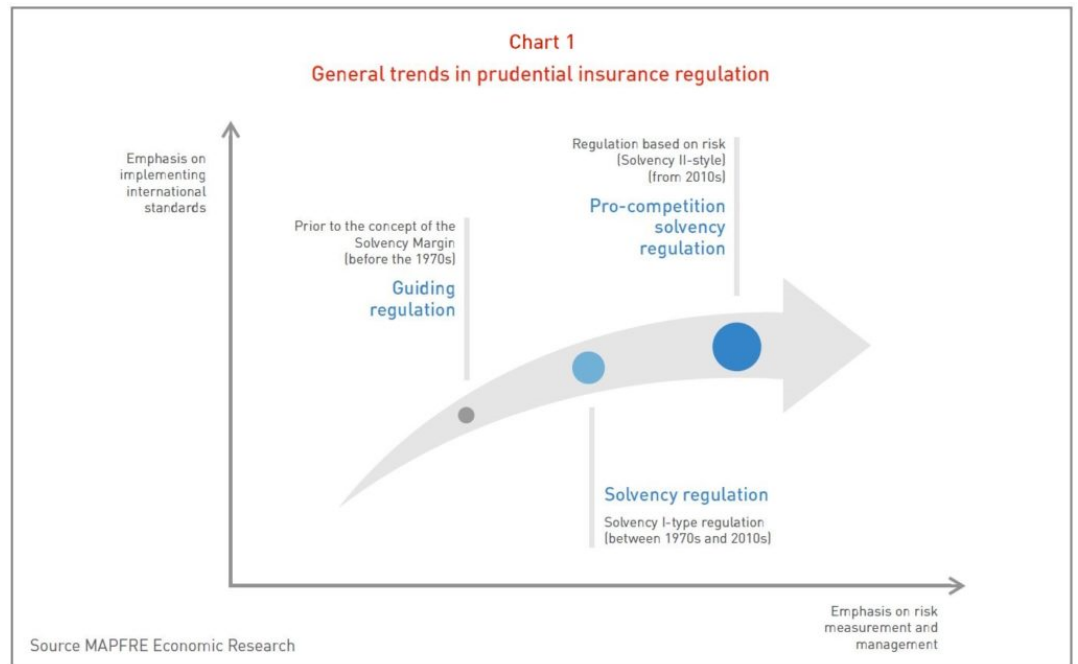 Chart 1
General trends in prudential insurance regulation
Emphasis on
implementing
international
standards
Regulation based on risk
(Solvency II-style)
(from 2010s)
Pro-competition
solvency
regulation
Prior to the concept of the
Solvency Margin
(before the 1970s)
Guiding
regulation
Solvency regulation
Solvency I-type regulation
(between 1970s and 2010s)
Emphasis on risk
measurement and
management
Source MAPFRE Economic Research